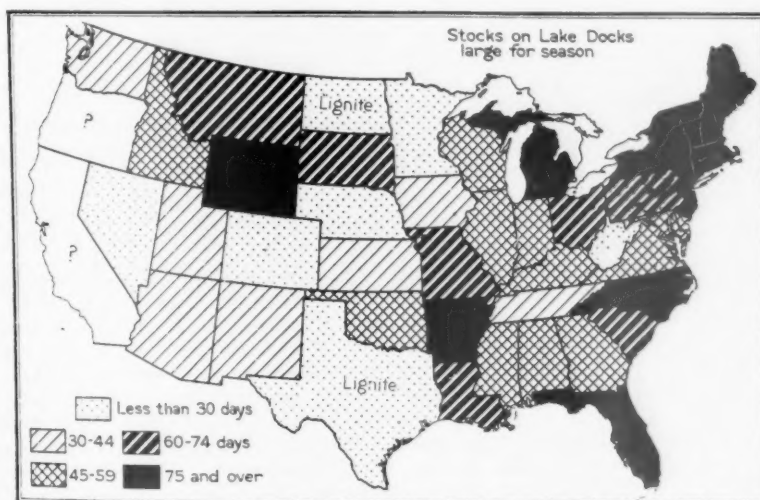 Stocks on Lake Docks
large for season
Lignite
?
?
Lignite
Less than 30 days
30-44
60-74 days
45-59
75 and over